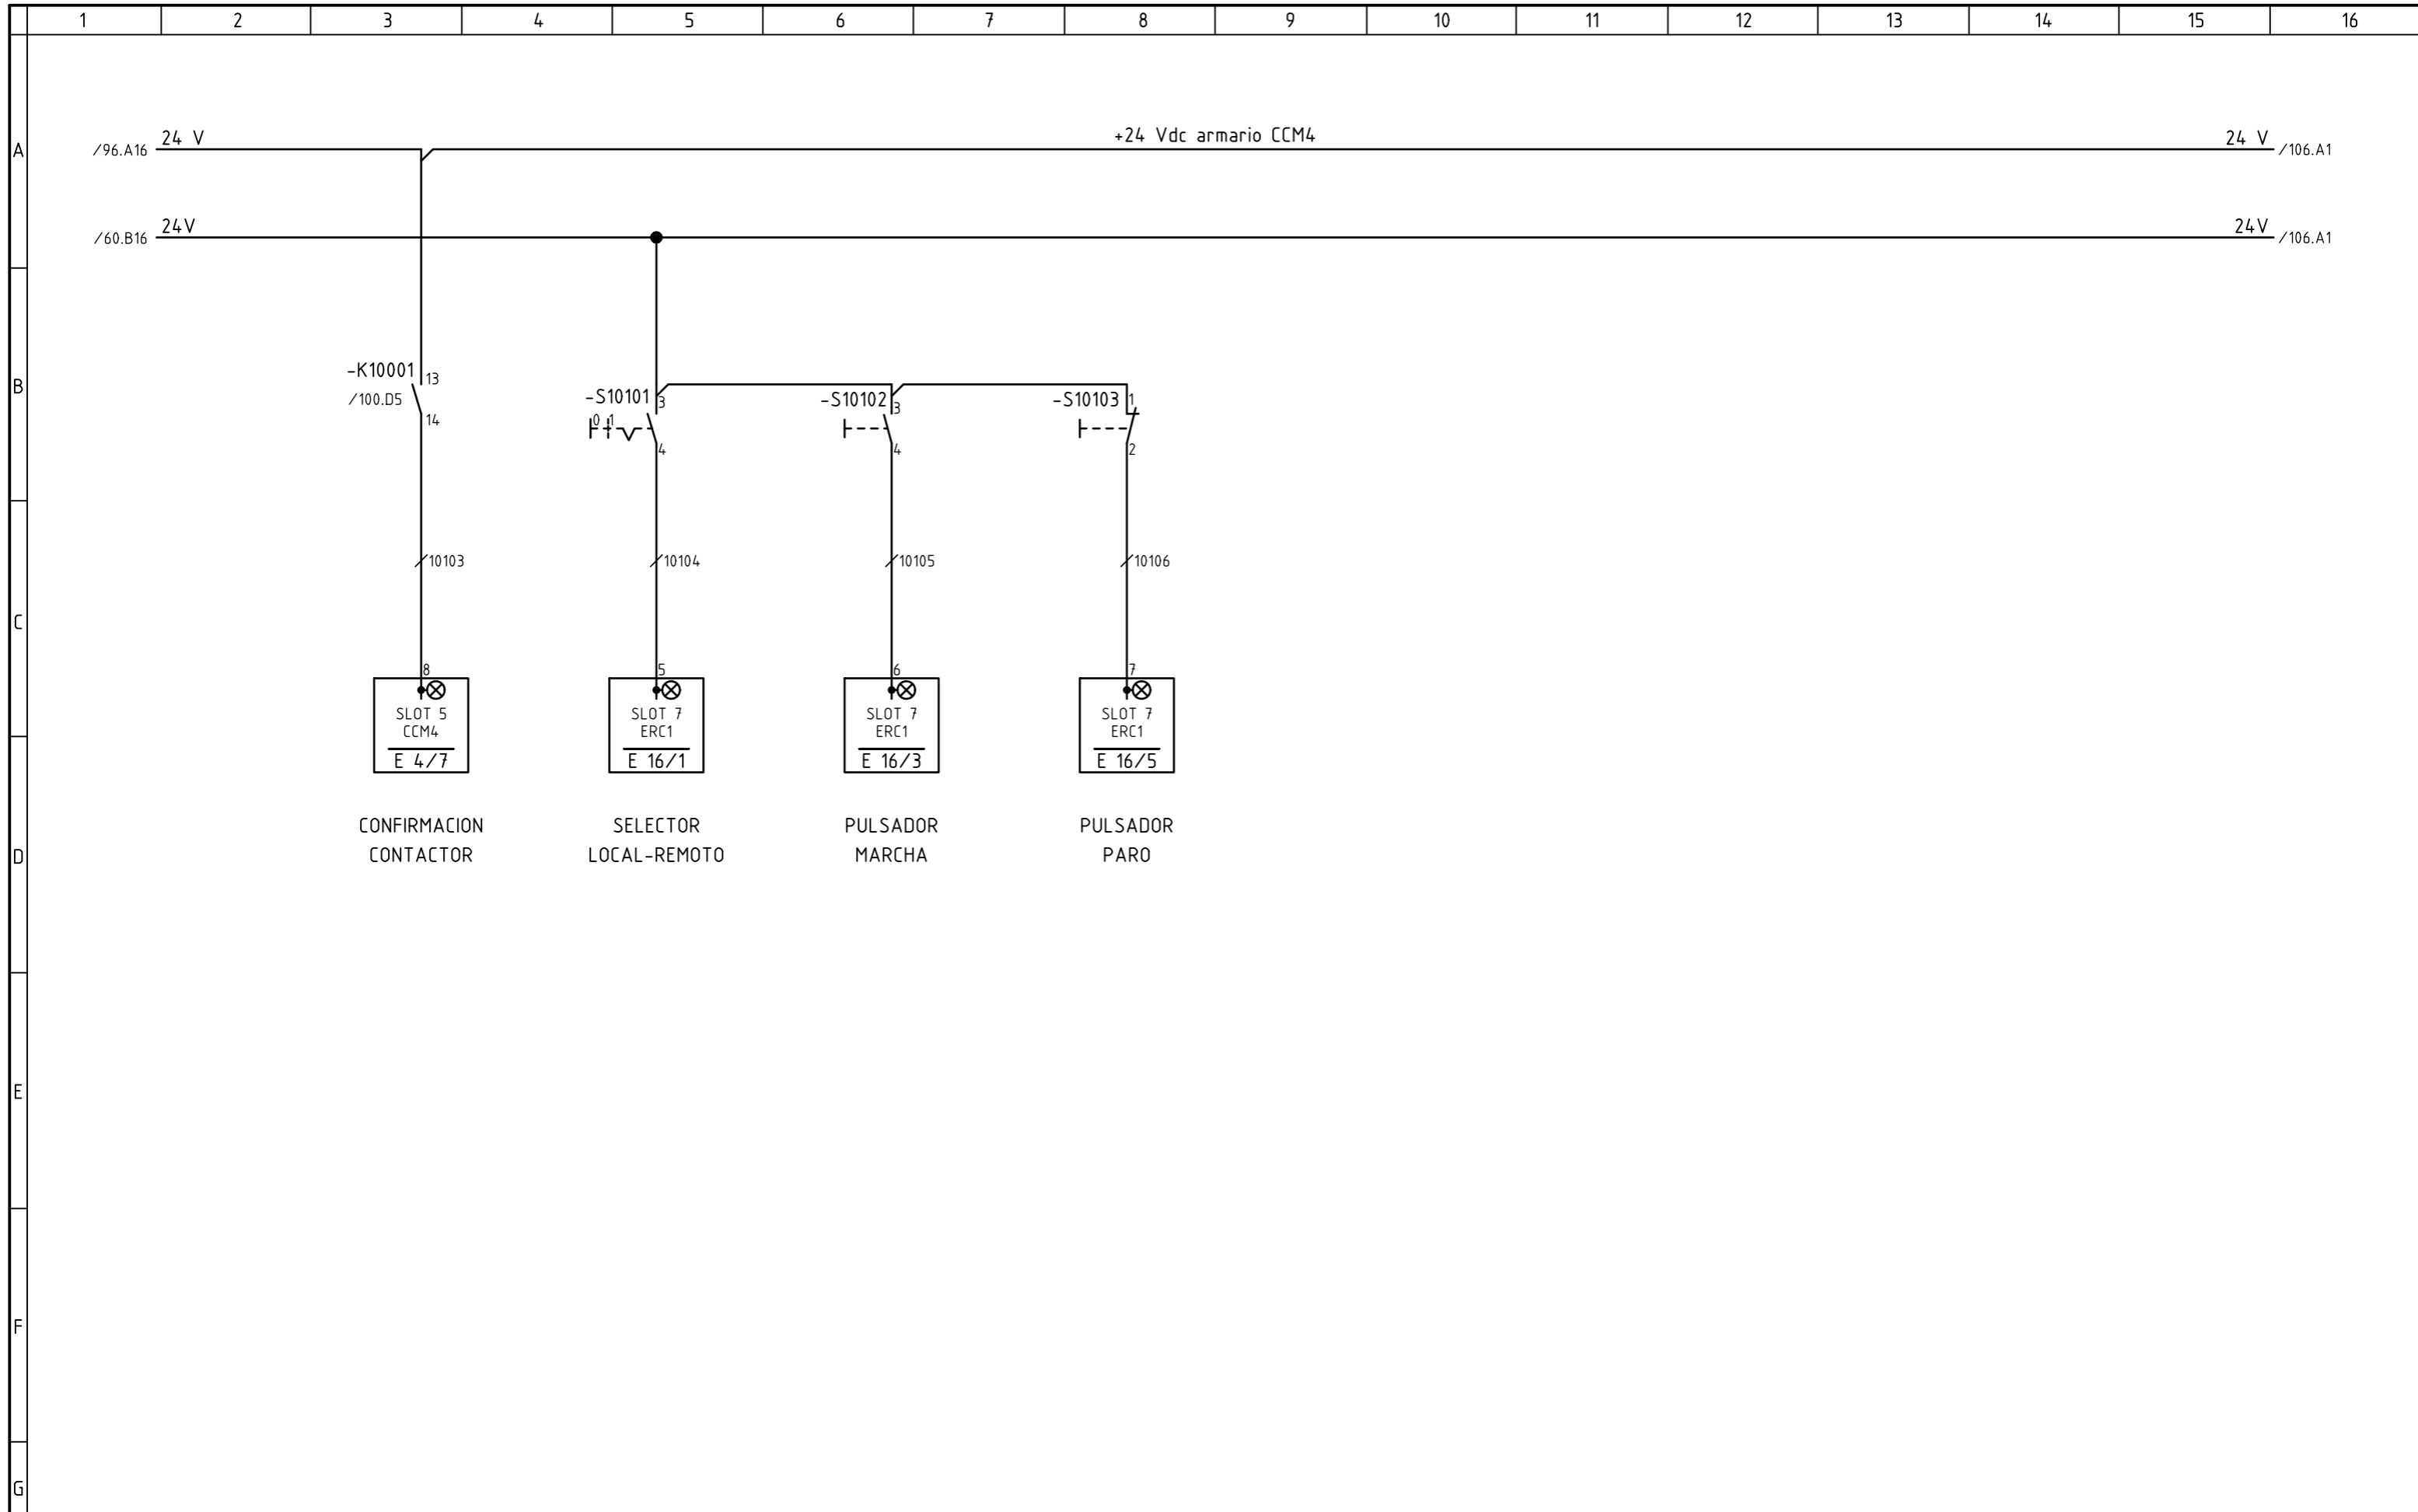 1 2 3 4 5 6 7 8 9 10 11 12 13 14 15 16
A
/96.A16 24 V
+24 Vdc armario CCM4
24 V /106.A1
/60.B16 24V
24V /106.A1
B
-K10001 13
/100.D5
14
-S10101 3
0 1
4
-S10102 3
4
-S10103 1
2
10103 10104 10105 10106
C
8 5 6 7
SLOT 5
CCM4
E 4/7
SLOT 7
ERC1
E 16/1
SLOT 7
ERC1
E 16/3
SLOT 7
ERC1
E 16/5
CONFIRMACION
CONTACTOR
SELECTOR
LOCAL-REMOTO
PULSADOR
MARCHA
PULSADOR
PARO
D
E
F
G